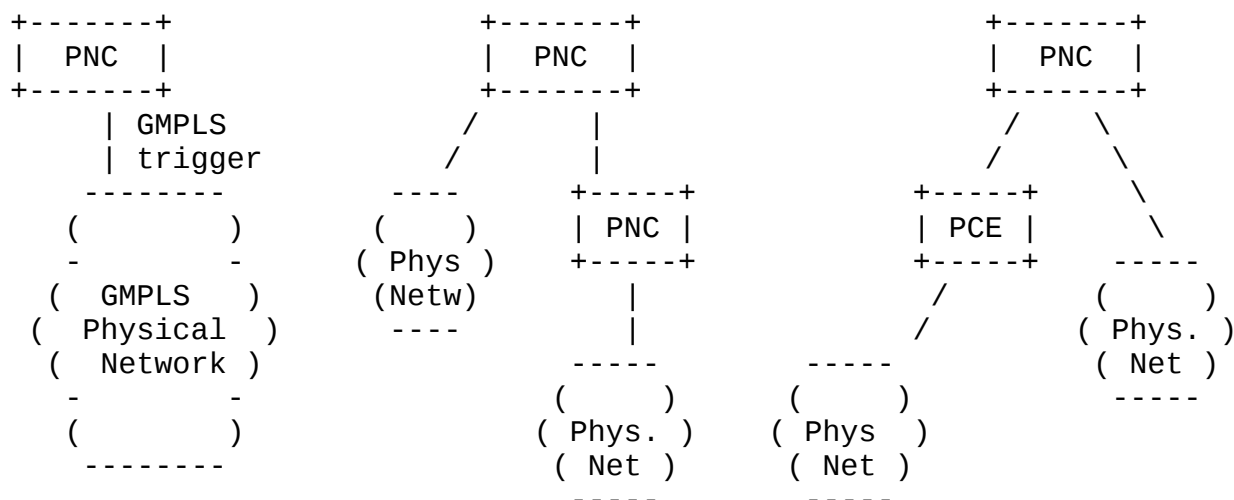 +-------+ +-------+ +-------+
| PNC | | PNC | | PNC |
+-------+ +-------+ +-------+
| GMPLS / | / \
| trigger / | / \
-------- ---- +-----+ +-----+ \
( ) ( ) | PNC | | PCE | \
- - ( Phys ) +-----+ +-----+ -----
( GMPLS ) (Netw) | / ( )
( Physical ) ---- | / ( Phys. )
( Network ) ----- ----- ( Net )
- - ( ) ( ) -----
( ) ( Phys. ) ( Phys )
-------- ( Net ) ( Net )
----- -----